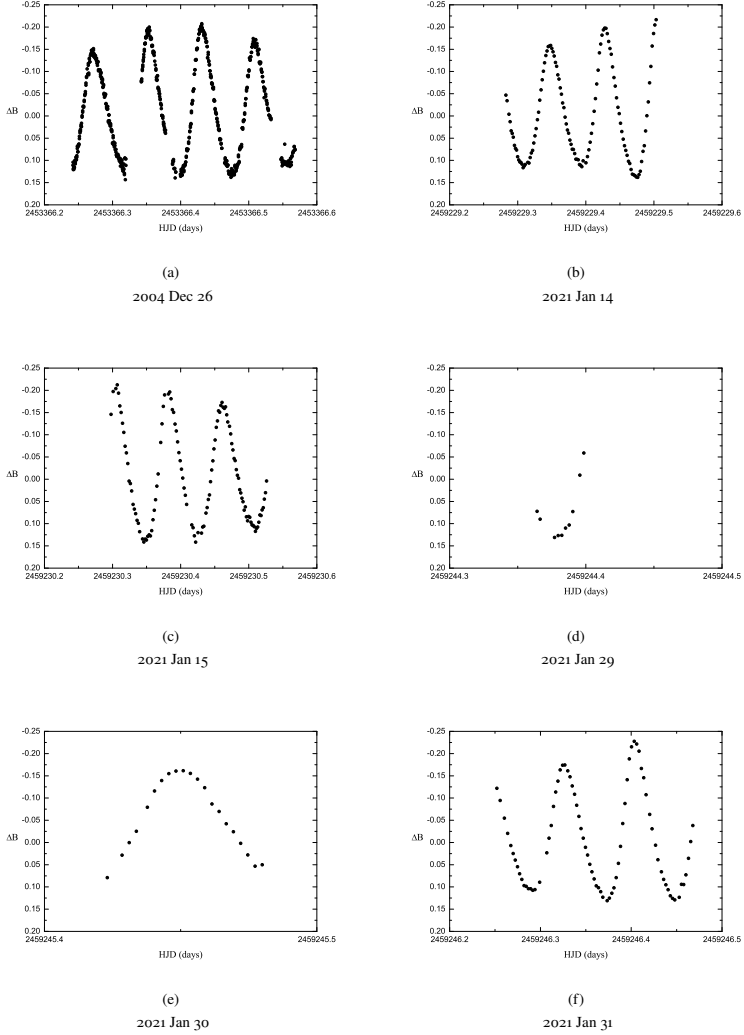 -0.25
-0.20
-0.15
-0.10
-0.05
0.00
0.05
0.10
0.15
0.20
ΔB
2453366.2 2453366.3 2453366.4 2453366.5 2453366.6
HJD (days)
(a)
2004 Dec 26
-0.25
-0.20
-0.15
-0.10
-0.05
0.00
0.05
0.10
0.15
0.20
ΔB
2459229.2 2459229.3 2459229.4 2459229.5 2459229.6
HJD (days)
(b)
2021 Jan 14
-0.25
-0.20
-0.15
-0.10
-0.05
0.00
0.05
0.10
0.15
0.20
ΔB
2459230.2 2459230.3 2459230.4 2459230.5 2459230.6
HJD (days)
(c)
2021 Jan 15
-0.25
-0.20
-0.15
-0.10
-0.05
0.00
0.05
0.10
0.15
0.20
ΔB
2459244.3 2459244.4 2459244.5
HJD (days)
(d)
2021 Jan 29
-0.25
-0.20
-0.15
-0.10
-0.05
0.00
0.05
0.10
0.15
0.20
ΔB
2459245.4 2459245.5
HJD (days)
(e)
2021 Jan 30
-0.25
-0.20
-0.15
-0.10
-0.05
0.00
0.05
0.10
0.15
0.20
ΔB
2459246.2 2459246.3 2459246.4 2459246.5
HJD (days)
(f)
2021 Jan 31